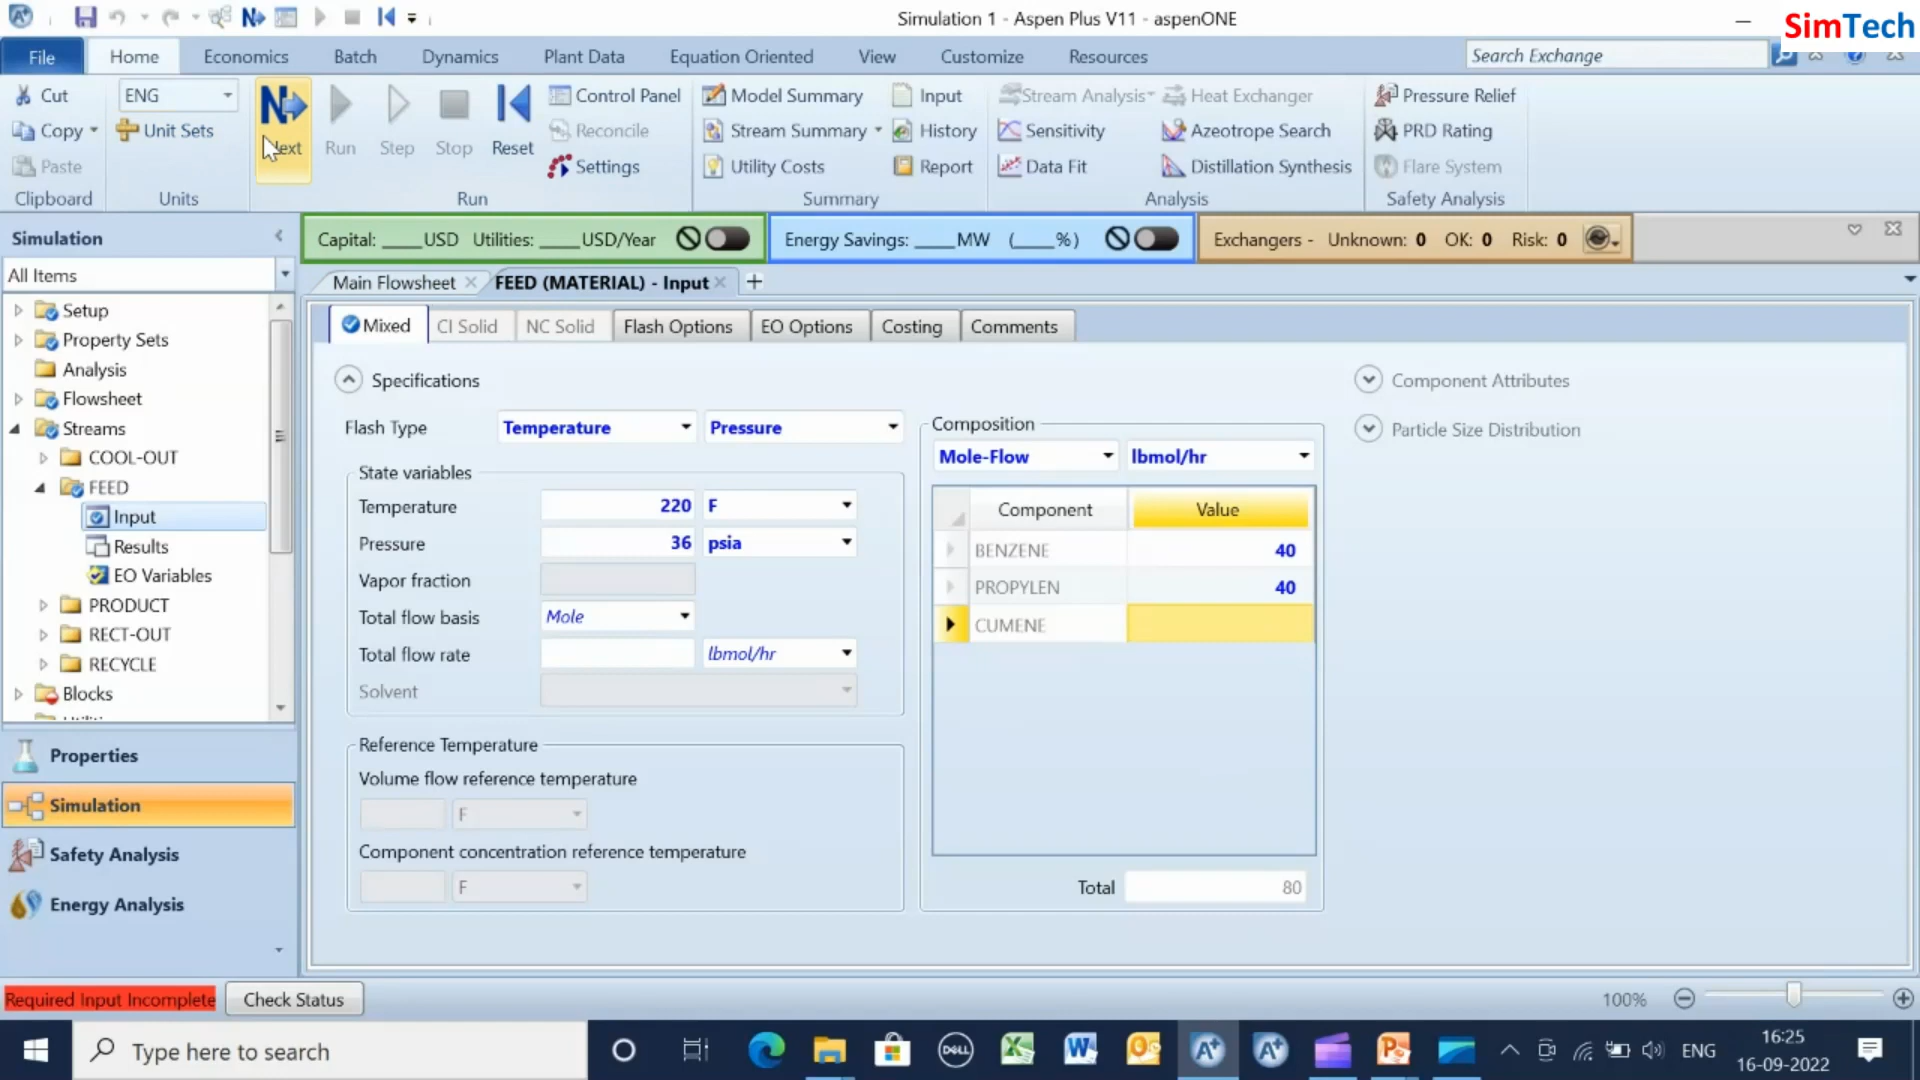 Simulation 1 - Aspen Plus V11 - aspenONE
SimTech
File Home Economics Batch Dynamics Plant Data Equation Oriented View Customize Resources Search Exchange
Cut
Copy
Paste
Clipboard
ENG
Unit Sets
Units
Run
Step
Stop
Reset
Control Panel
Reconcile
Settings
Run
Model Summary
Stream Summary
Utility Costs
Input
History
Report
Summary
Stream Analysis
Sensitivity
Data Fit
Heat Exchanger
Azeotrope Search
Distillation Synthesis
Analysis
Pressure Relief
PRD Rating
Flare System
Safety Analysis
Capital: ____USD Utilities: ____USD/Year
Energy Savings: ____MW (____%)
Exchangers - Unknown: 0 OK: 0 Risk: 0
Simulation
All Items
Setup
Property Sets
Analysis
Flowsheet
Streams
COOL-OUT
FEED
Input
Results
EO Variables
PRODUCT
RECT-OUT
RECYCLE
Blocks
Properties
Simulation
Safety Analysis
Energy Analysis
Main Flowsheet FEED (MATERIAL) - Input
Mixed CI Solid NC Solid Flash Options EO Options Costing Comments
Specifications
Flash Type Temperature Pressure
State variables
Temperature 220 F
Pressure 36 psia
Vapor fraction
Total flow basis Mole
Total flow rate lbmol/hr
Solvent
Reference Temperature
Volume flow reference temperature
F
Component concentration reference temperature
F
Composition
Mole-Flow lbmol/hr
Component Value
BENZENE 40
PROPYLEN 40
CUMENE
Total 80
Component Attributes
Particle Size Distribution
Required Input Incomplete Check Status
100%
Type here to search
ENG
16:25
16-09-2022